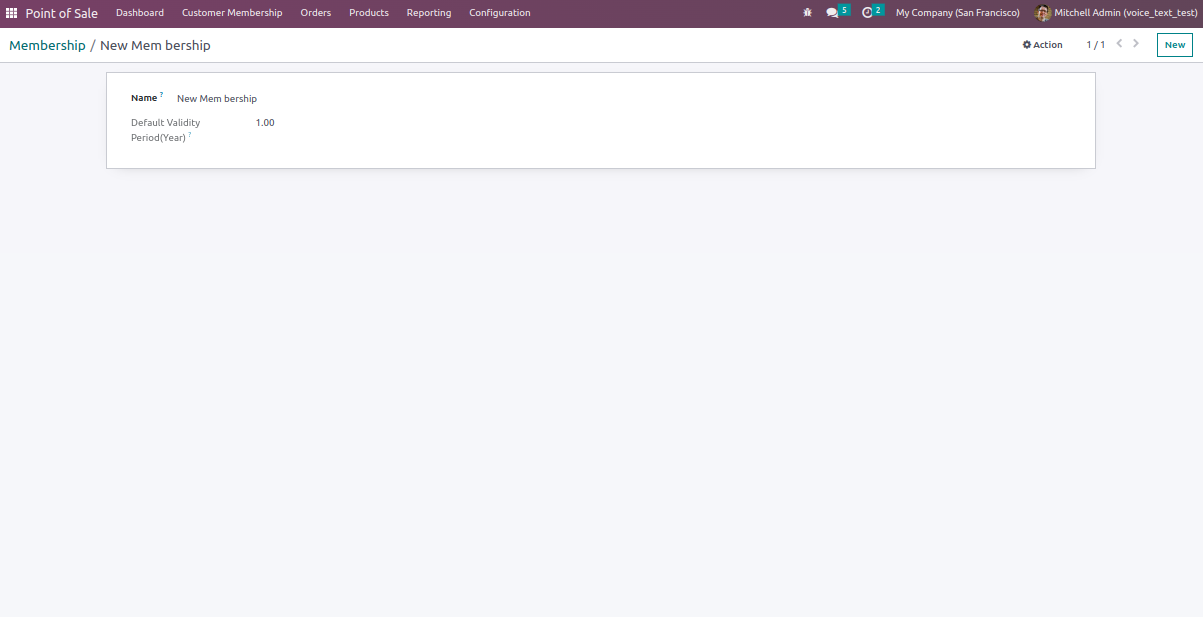 Point of Sale Dashboard Customer Membership Orders Products Reporting Configuration 5 2 My Company (San Francisco) Mitchell Admin (voice_text_test)
Membership / New Mem bership Action 1 / 1 New
Name ? New Mem bership
Default Validity 1.00
Period(Year) ?